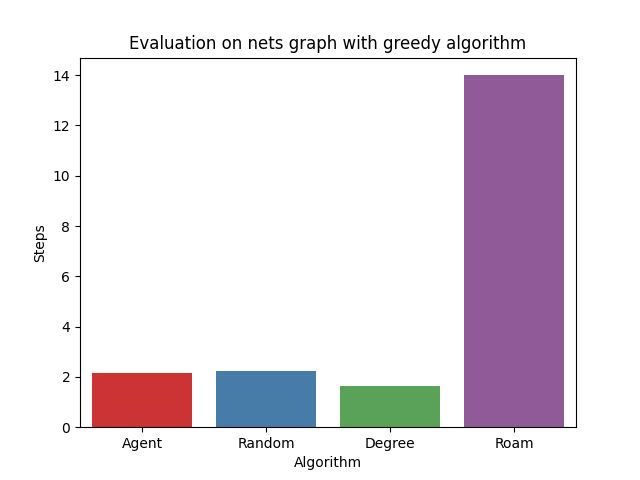 Evaluation on nets graph with greedy algorithm
14
12
10
8
6
4
2
0
Steps
Agent Random Degree Roam
Algorithm